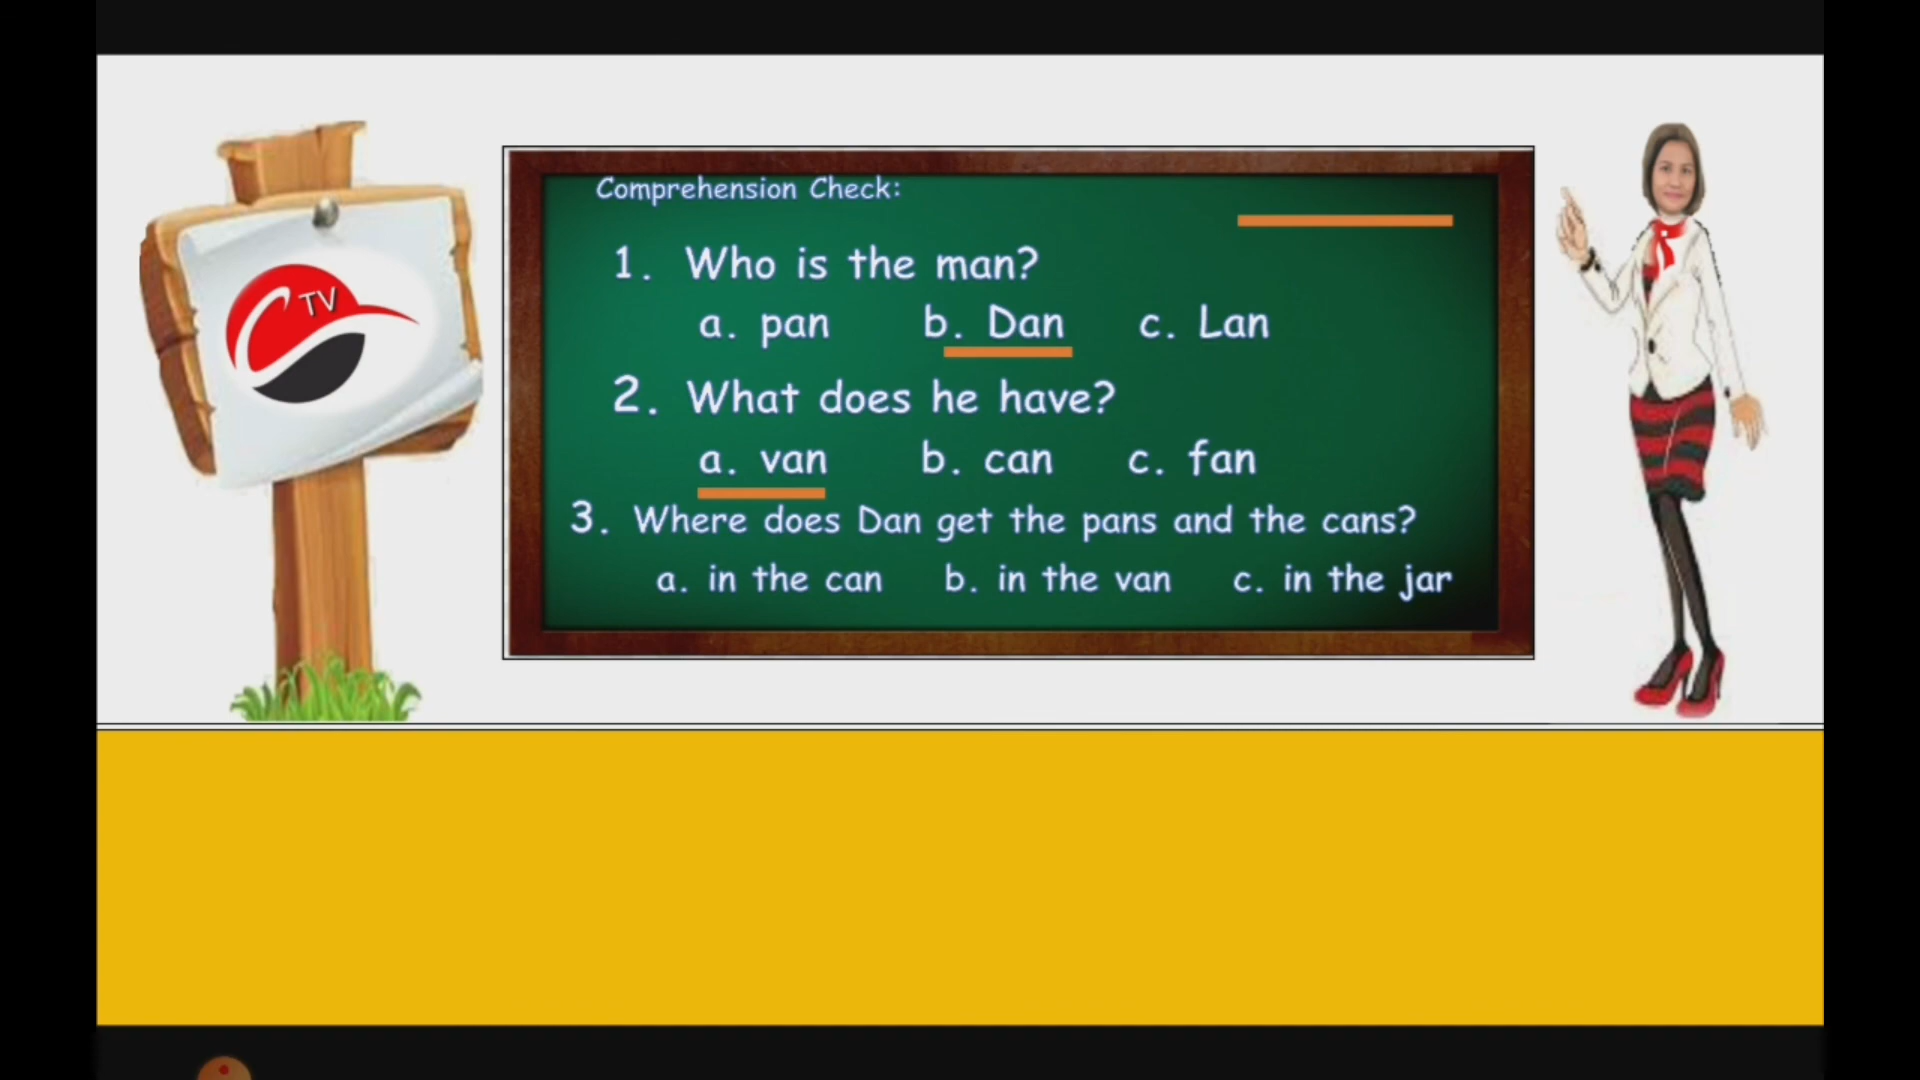 TV
Comprehension Check:
1. Who is the man?
a. pan b. Dan c. Lan
2. What does he have?
a. van b. can c. fan
3. Where does Dan get the pans and the cans?
a. in the can b. in the van c. in the jar